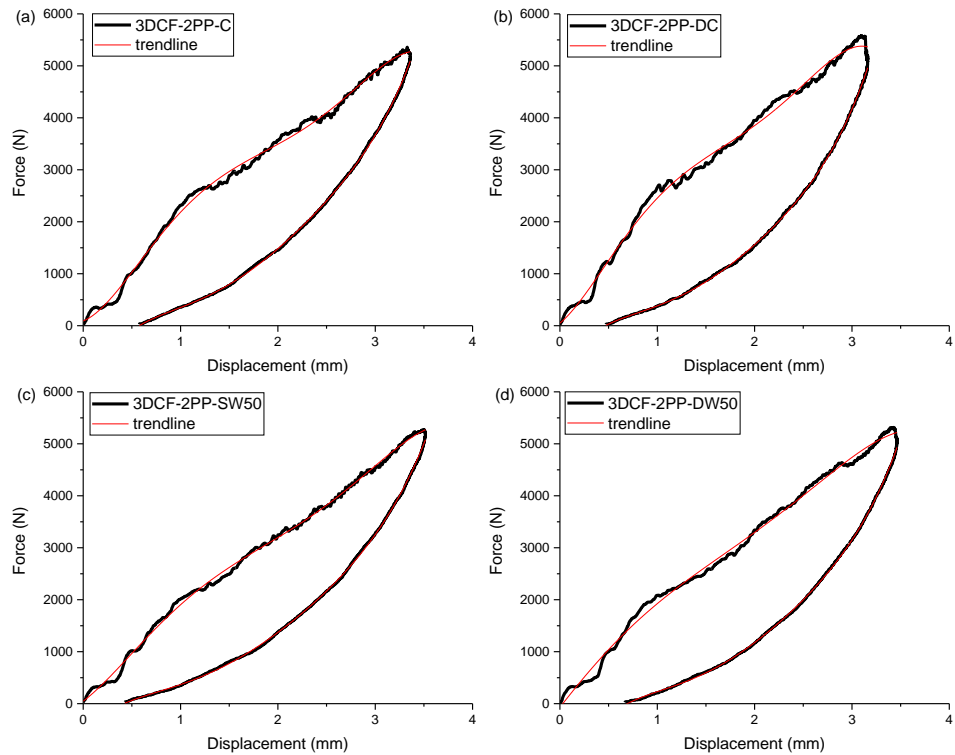 (a)
3DCF-2PP-C
trendline
6000
5000
4000
3000
2000
1000
0
Force (N)
0 1 2 3 4
Displacement (mm)
(b)
3DCF-2PP-DC
trendline
6000
5000
4000
3000
2000
1000
0
Force (N)
0 1 2 3 4
Displacement (mm)
(c)
3DCF-2PP-SW50
trendline
6000
5000
4000
3000
2000
1000
0
Force (N)
0 1 2 3 4
Displacement (mm)
(d)
3DCF-2PP-DW50
trendline
6000
5000
4000
3000
2000
1000
0
Force (N)
0 1 2 3 4
Displacement (mm)